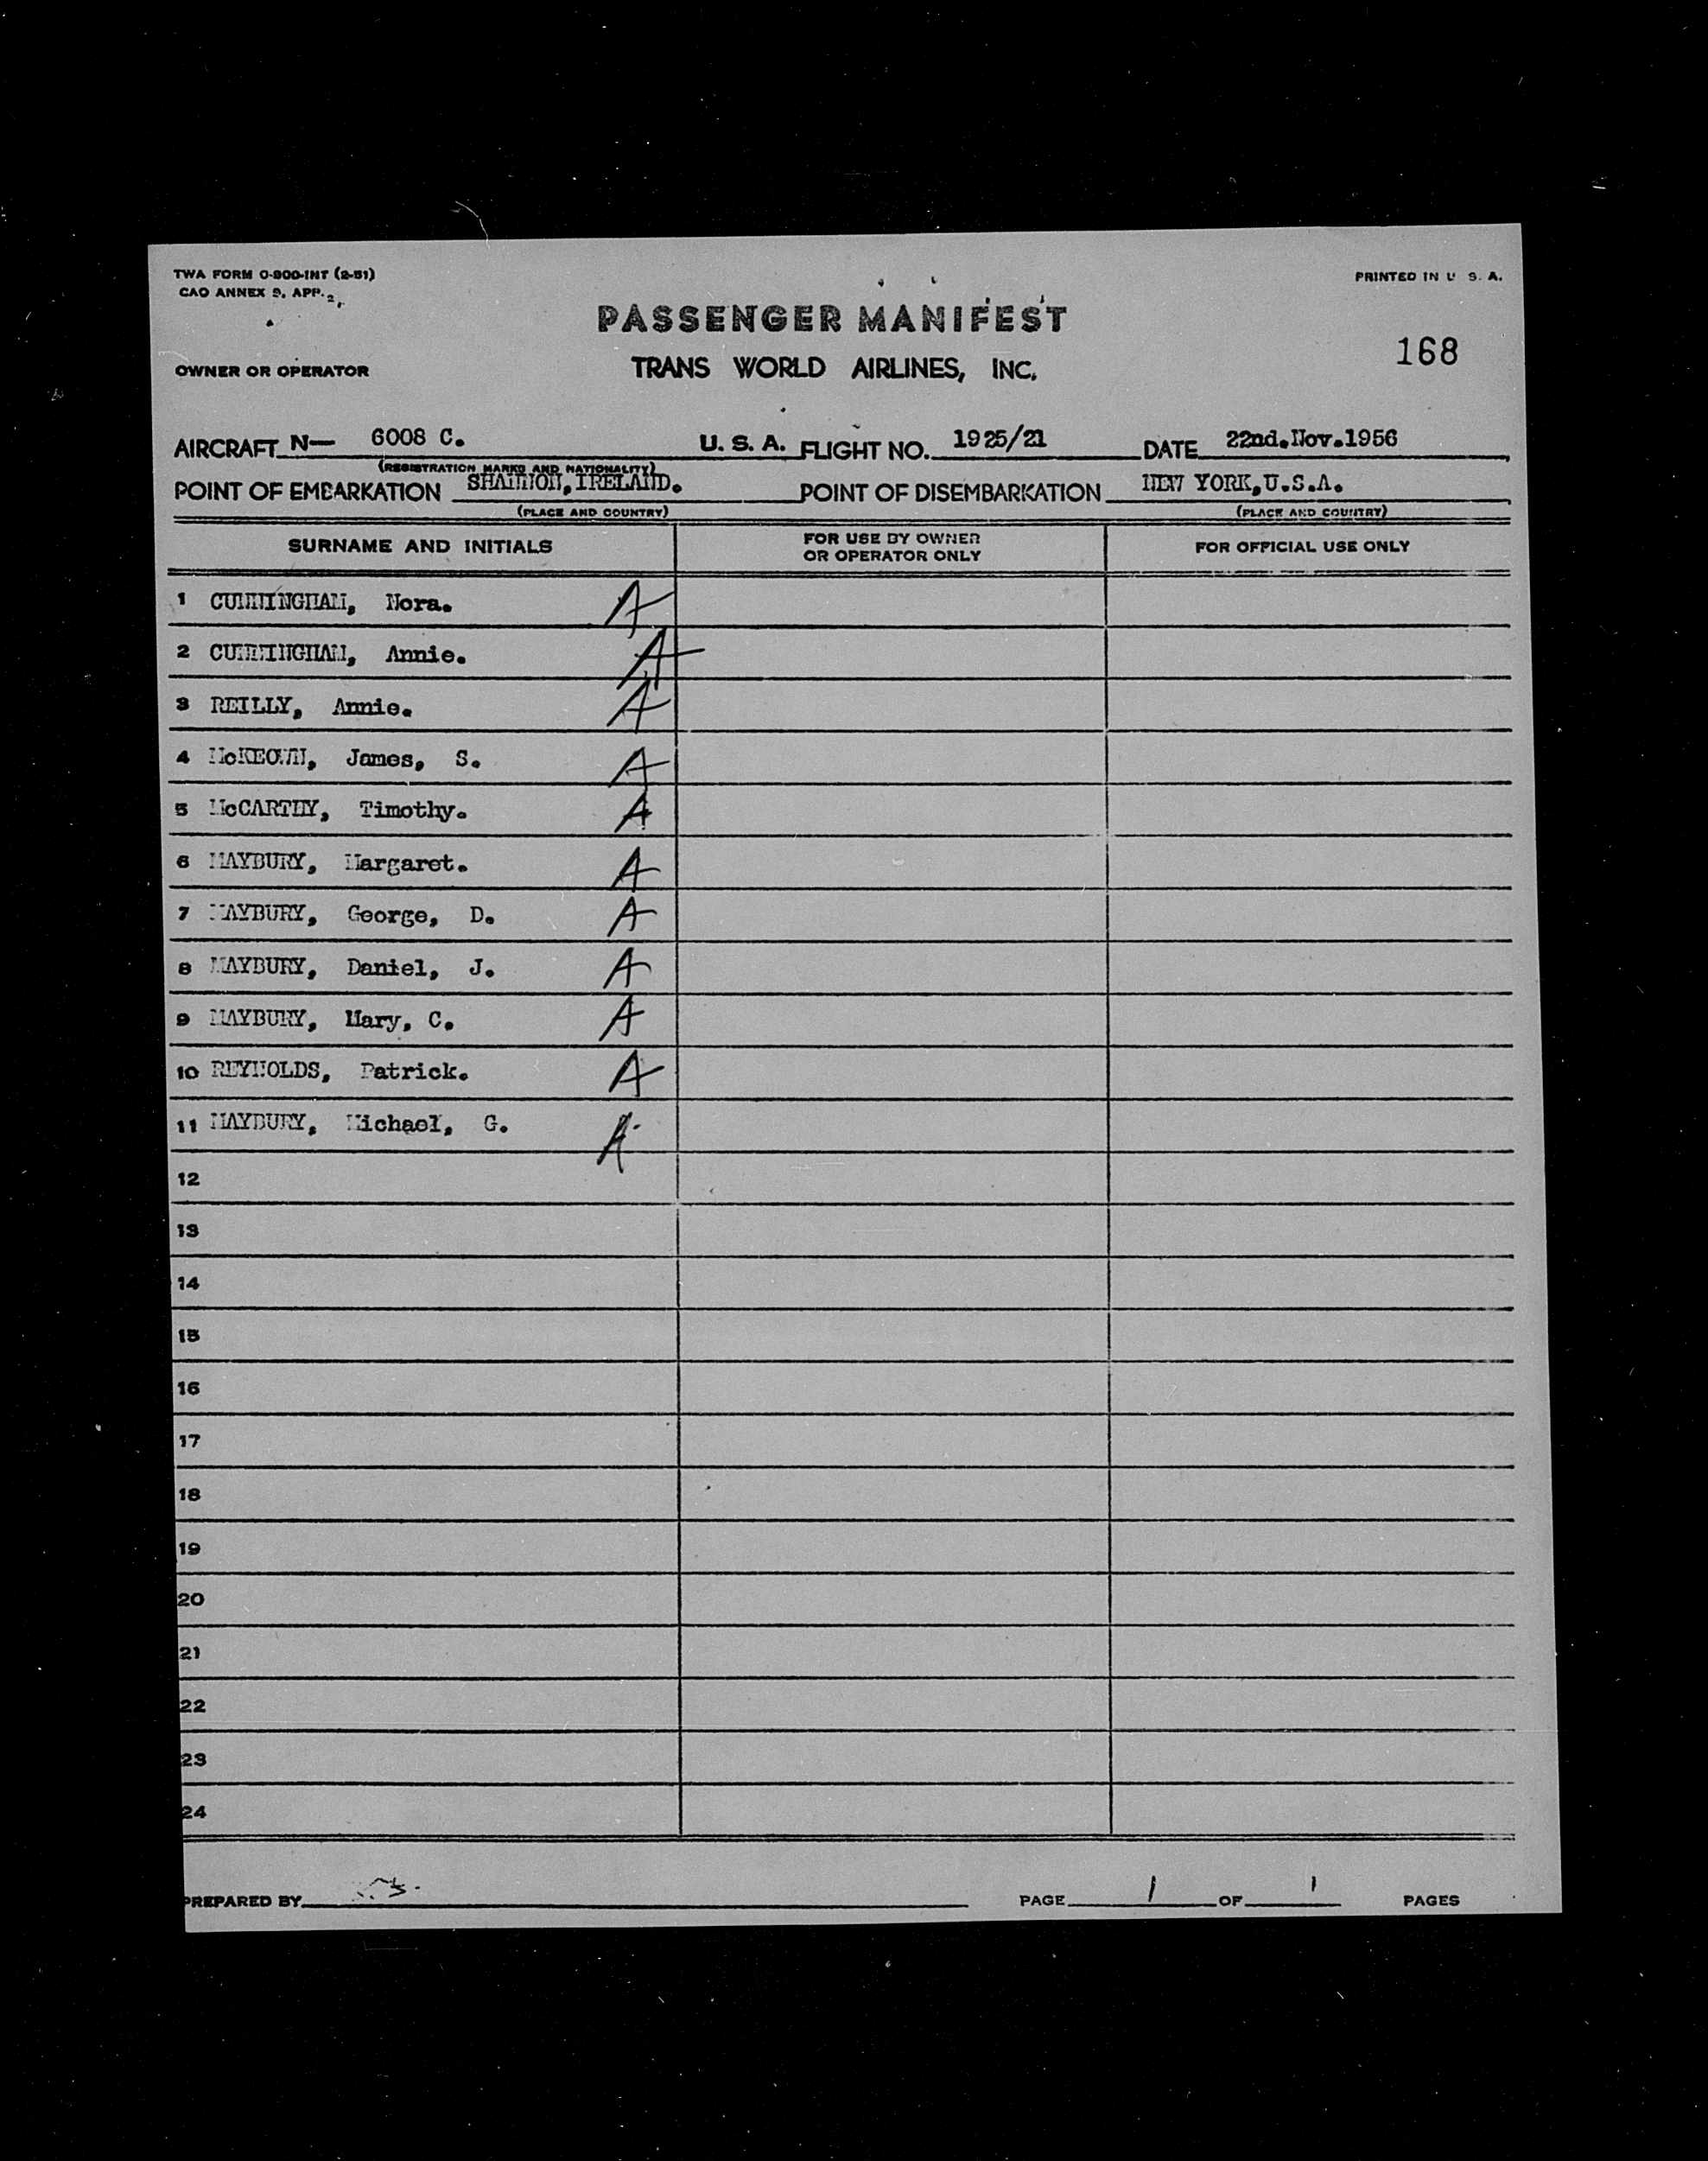 TWA FORM O-800-INT (2-51)
CAO ANNEX 9, APP. 2,
PRINTED IN U S. A.
PASSENGER MANIFEST
168
OWNER OR OPERATOR
TRANS WORLD AIRLINES, INC.
AIRCRAFT N— 6008 C. U. S. A. FLIGHT NO. 1925/21 DATE 22nd.Nov.1956
(REGISTRATION MARKS AND NATIONALITY)
POINT OF EMBARKATION SHANNON, IRELAND. POINT OF DISEMBARKATION NEW YORK,U.S.A.
(PLACE AND COUNTRY) (PLACE AND COUNTRY)
SURNAME AND INITIALS FOR USE BY OWNER OR OPERATOR ONLY FOR OFFICIAL USE ONLY
1 CUNNINGHAM, Nora. A
2 CUNNINGHAM, Annie. A
3 REILLY, Annie. A
4 McKEOWN, James, S. A
5 McCARTHY, Timothy. A
6 MAYBURY, Margaret. A
7 MAYBURY, George, D. A
8 MAYBURY, Daniel, J. A
9 MAYBURY, Mary, C. A
10 REYNOLDS, Patrick. A
11 MAYBURY, Michael, G. A
12
13
14
15
16
17
18
19
20
21
22
23
24
PREPARED BY PAGE 1 OF 1 PAGES